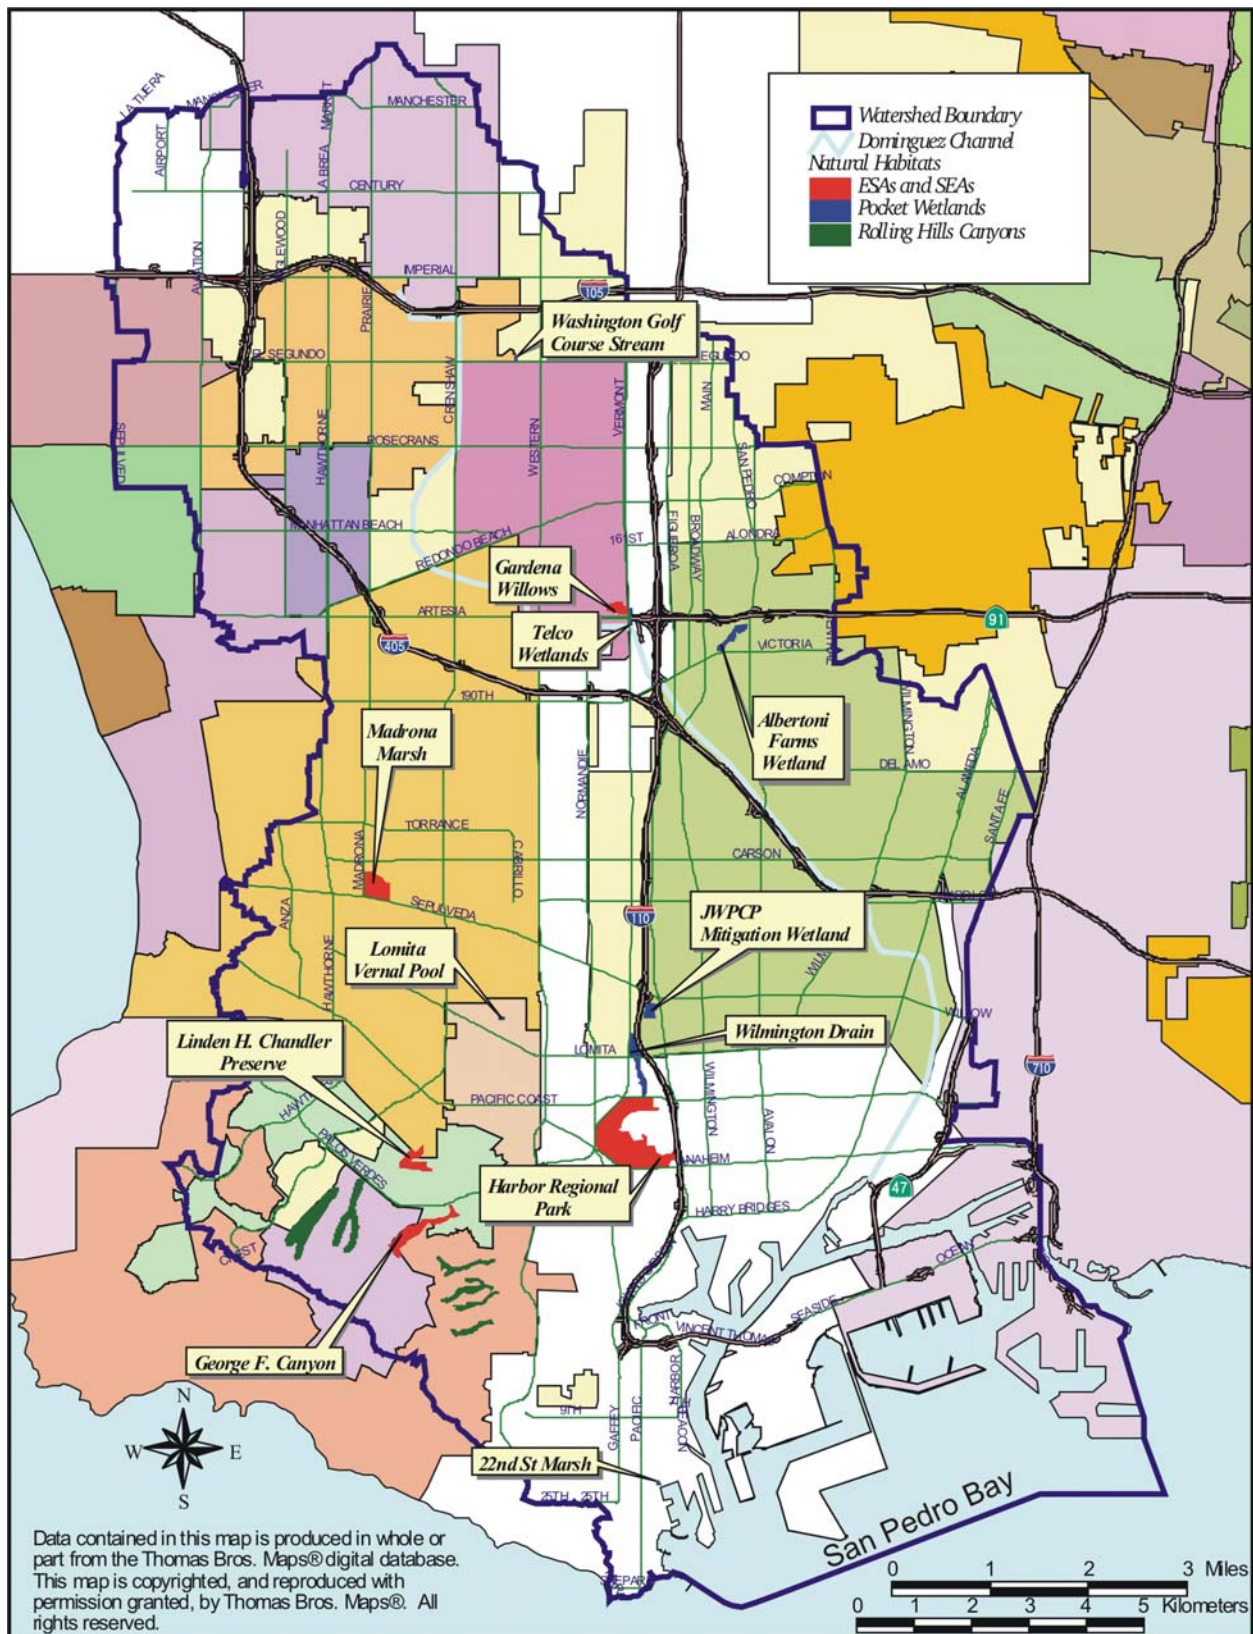 LA TIJERA
MANCHESTER
MANCHESTER
AIRPORT
LA BREA
MARKET
CENTURY
Watershed Boundary
Dominguez Channel
Natural Habitats
ESAs and SEAs
Pocket Wetlands
Rolling Hills Canyons
IMPERIAL
PRAIRIE
105
Washington Golf
Course Stream
EL SEGUNDO
CRENSHAW
VERMONT
MAIN
HAWTHORNE
ROSECRANS
WESTERN
SAN PEDRO
COMPTON
MANHATTAN BEACH
REDONDO BEACH
161ST
FIGUEROA
BROADWAY
ALONDRA
Gardena
Willows
ARTESIA
91
405
Telco
Wetlands
VICTORIA
190TH
Madrona
Marsh
NORMANDIE
Albertoni
Farms
Wetland
WILMINGTON
DEL AMO
ALAMEDA
SANTA FE
TORRANCE
CABRILLO
MADRONA
CARSON
ANZA
SEPULVEDA
110
JWPCP
Mitigation Wetland
Lomita
Vernal Pool
HAWTHORNE
WILLOW
Linden H. Chandler
Preserve
LOMITA
Wilmington Drain
710
PACIFIC COAST
WILMINGTON
AVALON
PALOS VERDES
Harbor Regional
Park
47
HARRY BRIDGES
CREST
OCEAN
SEASIDE
FRONT
VINCENT THOMAS
George F. Canyon
HARBOR
N
W
E
S
9TH
GAFFEY
PACIFIC
BEACON
22nd St Marsh
25TH
25TH
San Pedro Bay
Data contained in this map is produced in whole or
part from the Thomas Bros. Maps® digital database.
This map is copyrighted, and reproduced with
permission granted, by Thomas Bros. Maps®. All
rights reserved.
0 1 2 3 Miles
0 1 2 3 4 5 Kilometers